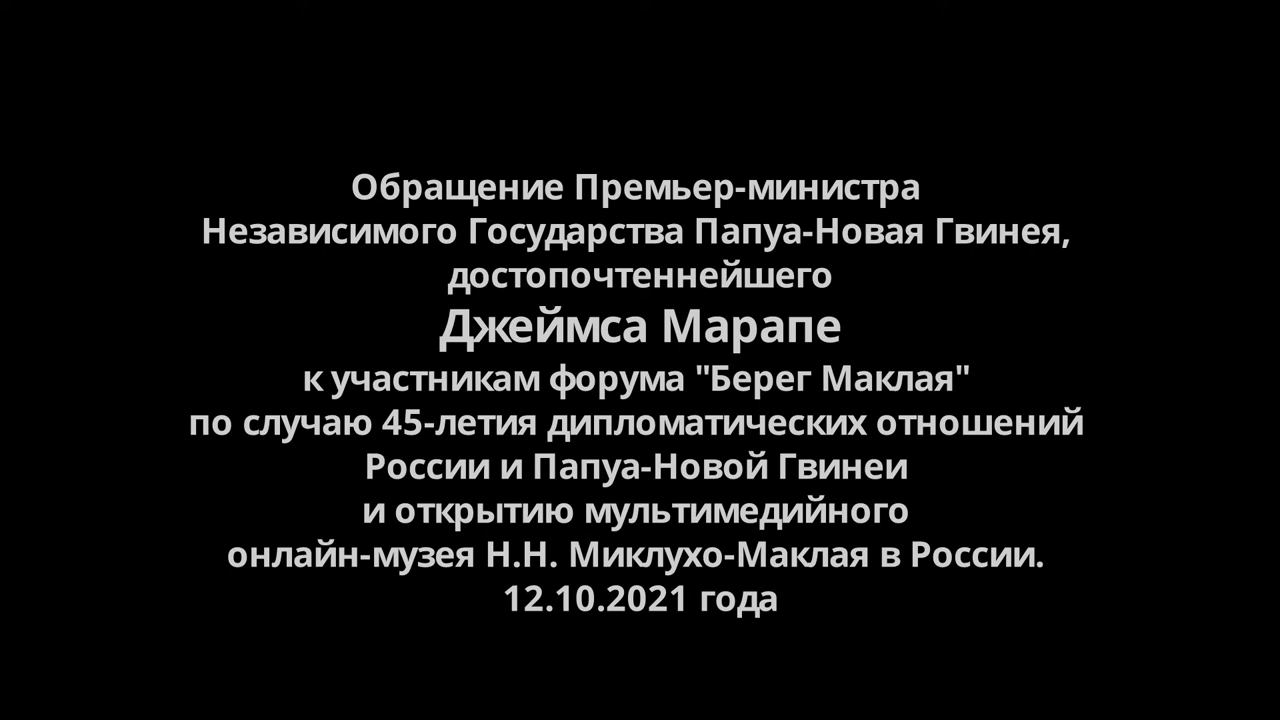 Обращение Премьер-министра
Независимого Государства Папуа-Новая Гвинея,
достопочтеннейшего
Джеймса Марапе
к участникам форума "Берег Маклая"
по случаю 45-летия дипломатических отношений
России и Папуа-Новой Гвинеи
и открытию мультимедийного
онлайн-музея Н.Н. Миклухо-Маклая в России.
12.10.2021 года